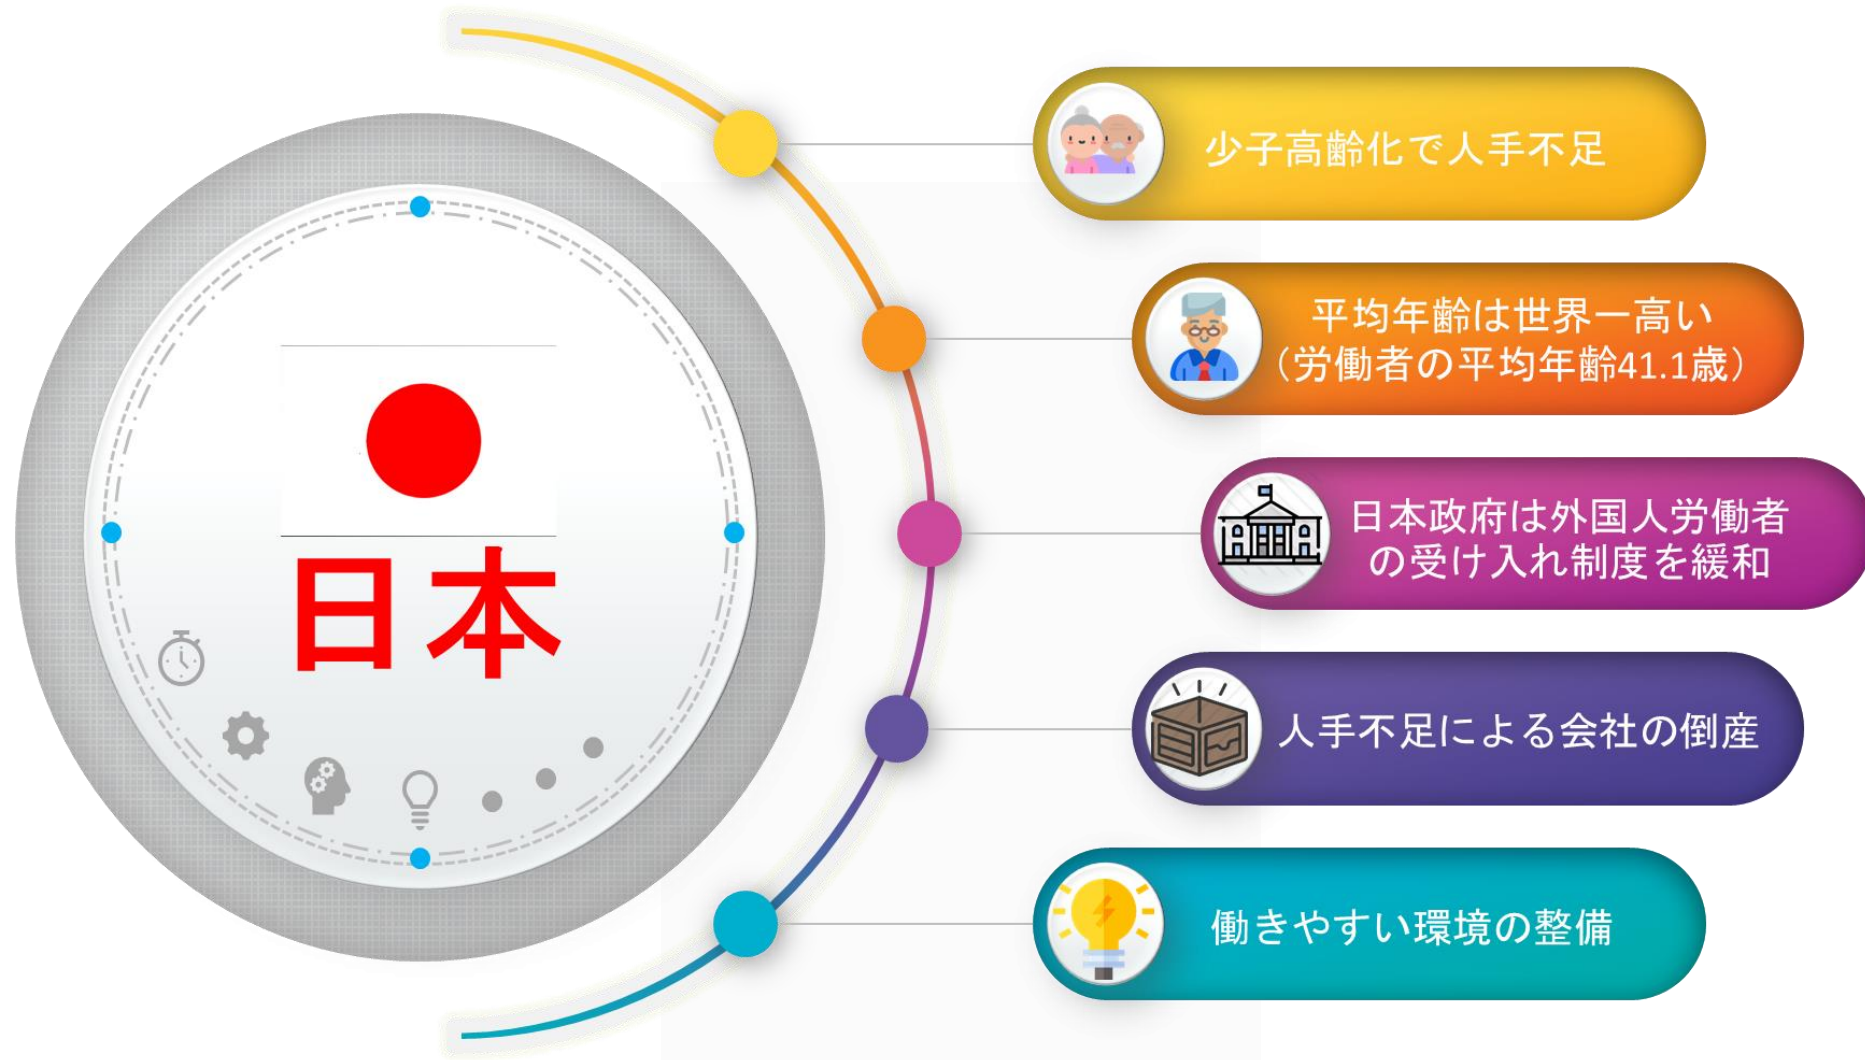 日本
少子高齢化で人手不足
平均年齢は世界一高い
（労働者の平均年齢41.1歳）
日本政府は外国人労働者
の受け入れ制度を緩和
人手不足による会社の倒産
働きやすい環境の整備